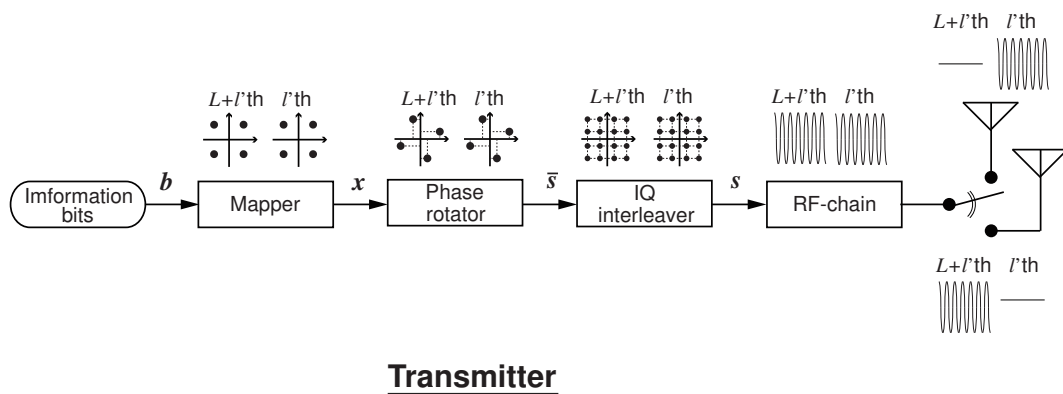 L+l'th l'th
L+l'th l'th
L+l'th l'th
L+l'th l'th
L+l'th l'th
Imformation
bits
b
Mapper
x
Phase
rotator
s̄
IQ
interleaver
s
RF-chain
L+l'th l'th
Transmitter